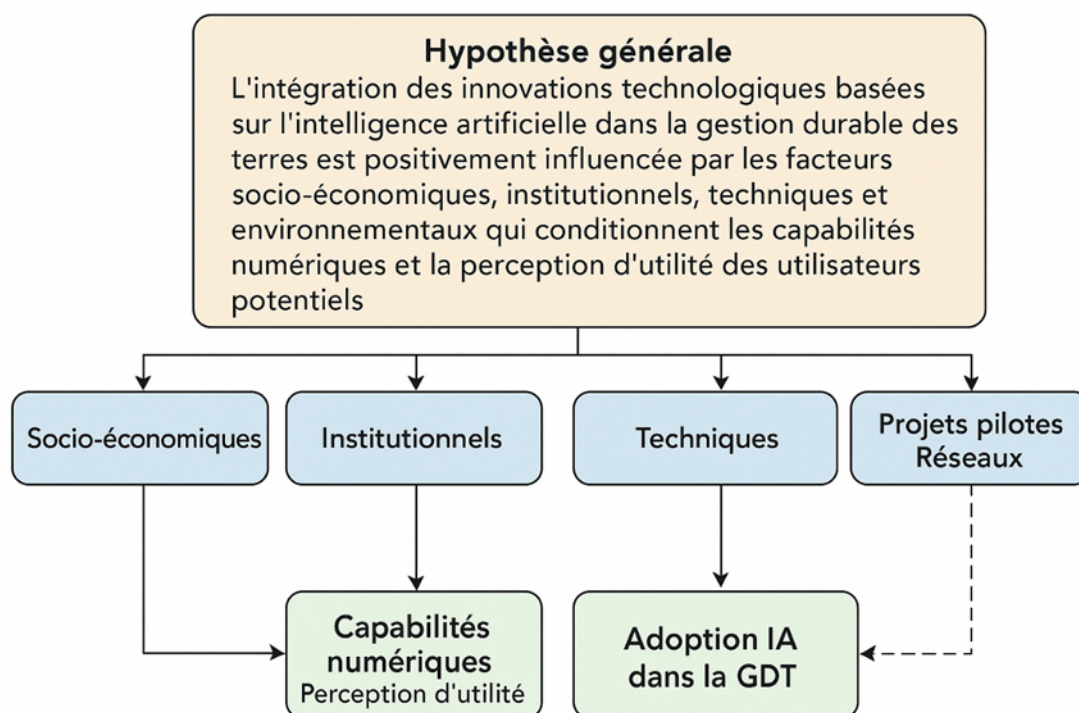 Hypothèse générale
L'intégration des innovations technologiques basées
sur l'intelligence artificielle dans la gestion durable des
terres est positivement influencée par les facteurs
socio-économiques, institutionnels, techniques et
environnementaux qui conditionnent les capabilités
numériques et la perception d'utilité des utilisateurs
potentiels
Socio-économiques
Institutionnels
Techniques
Projets pilotes
Réseaux
Capabilités
numériques
Perception d'utilité
Adoption IA
dans la GDT